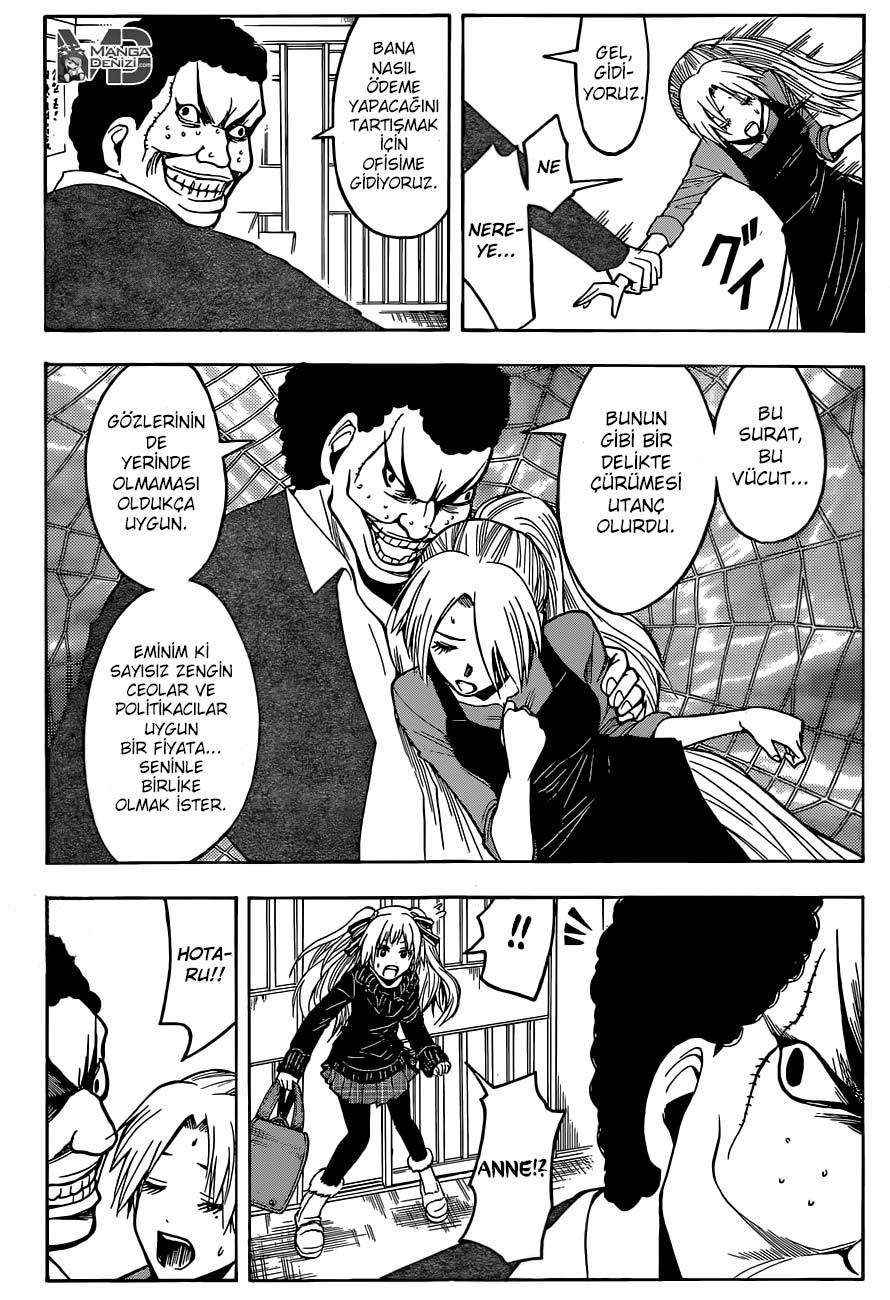 GEL,
GİDİ-
YORUZ.
NE
NERE-
YE...
グイ
MANGA
DENİZİ.com
BANA
NASIL
ÖDEME
YAPACAĞINI
TARTIŞMAK
İÇİN
OFİSİME
GİDİYORUZ.
BU
SURAT,
BU
VÜCUT...
BUNUN
GİBİ BİR
DELİKTE
ÇÜRÜMESİ
UTANÇ
OLURDU.
GÖZLERİNİN
DE
YERİNDE
OLMAMASI
OLDUKÇA
UYGUN.
EMİNİM Kİ
SAYISIZ ZENGİN
CEOLAR VE
POLİTİKACILAR
UYGUN
BİR FİYATA...
SENİNLE
BİRLİKE
OLMAK İSTER.
!!
ANNE!?
HOTA-
RU!!